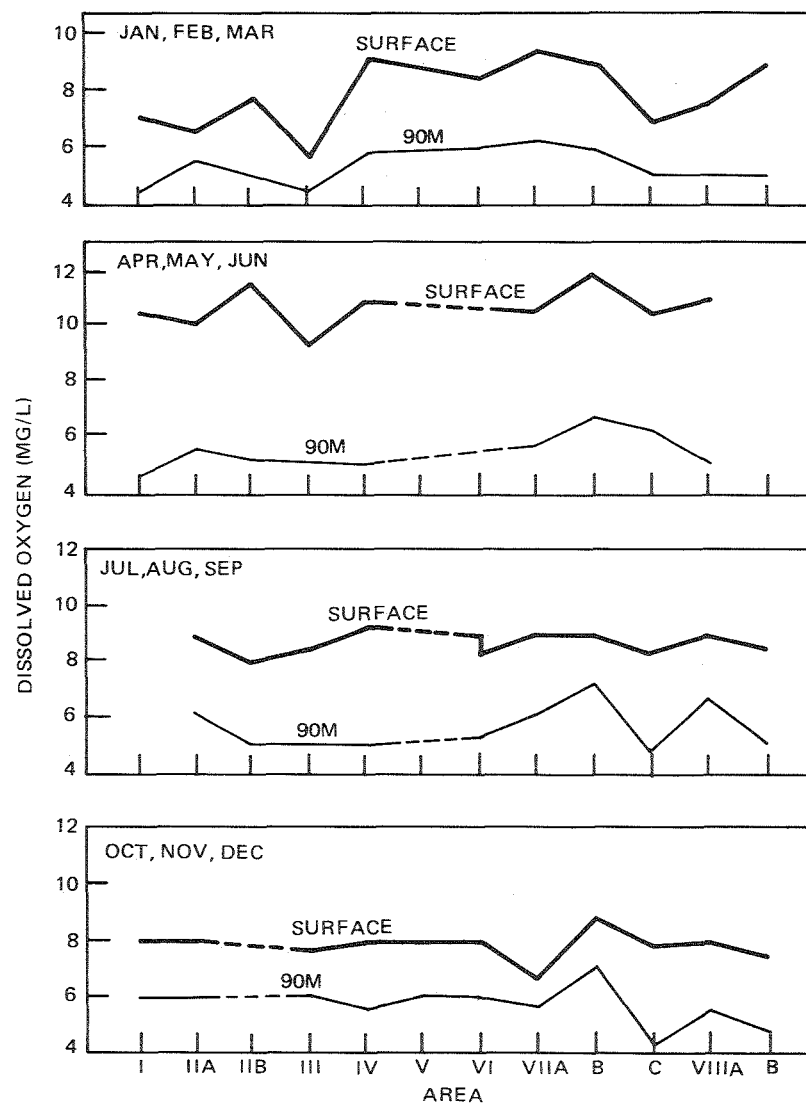 JAN, FEB, MAR
SURFACE
90M
10
8
6
4
APR,MAY, JUN
SURFACE
90M
12
10
8
6
4
JUL,AUG, SEP
SURFACE
90M
12
10
8
6
4
OCT, NOV, DEC
SURFACE
90M
12
10
8
6
4
DISSOLVED OXYGEN (MG/L)
I IIA IIB III IV V VI VIIA B C VIIIA B
AREA